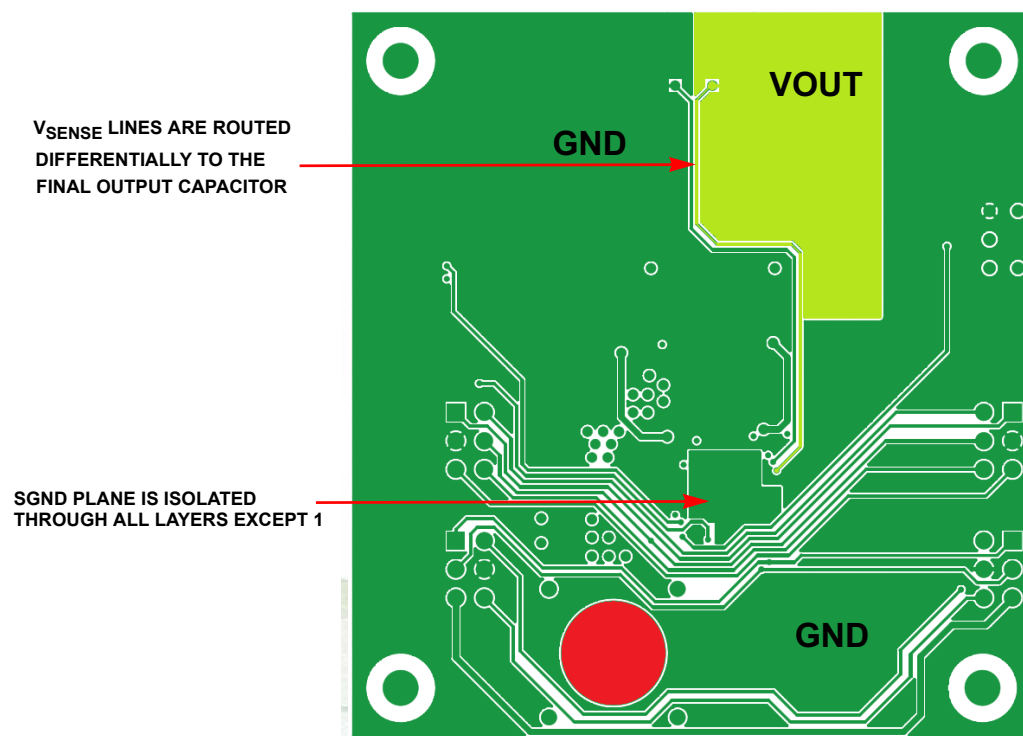 VOUT
GND
VSENSE LINES ARE ROUTED
DIFFERENTIALLY TO THE
FINAL OUTPUT CAPACITOR
SGND PLANE IS ISOLATED
THROUGH ALL LAYERS EXCEPT 1
GND